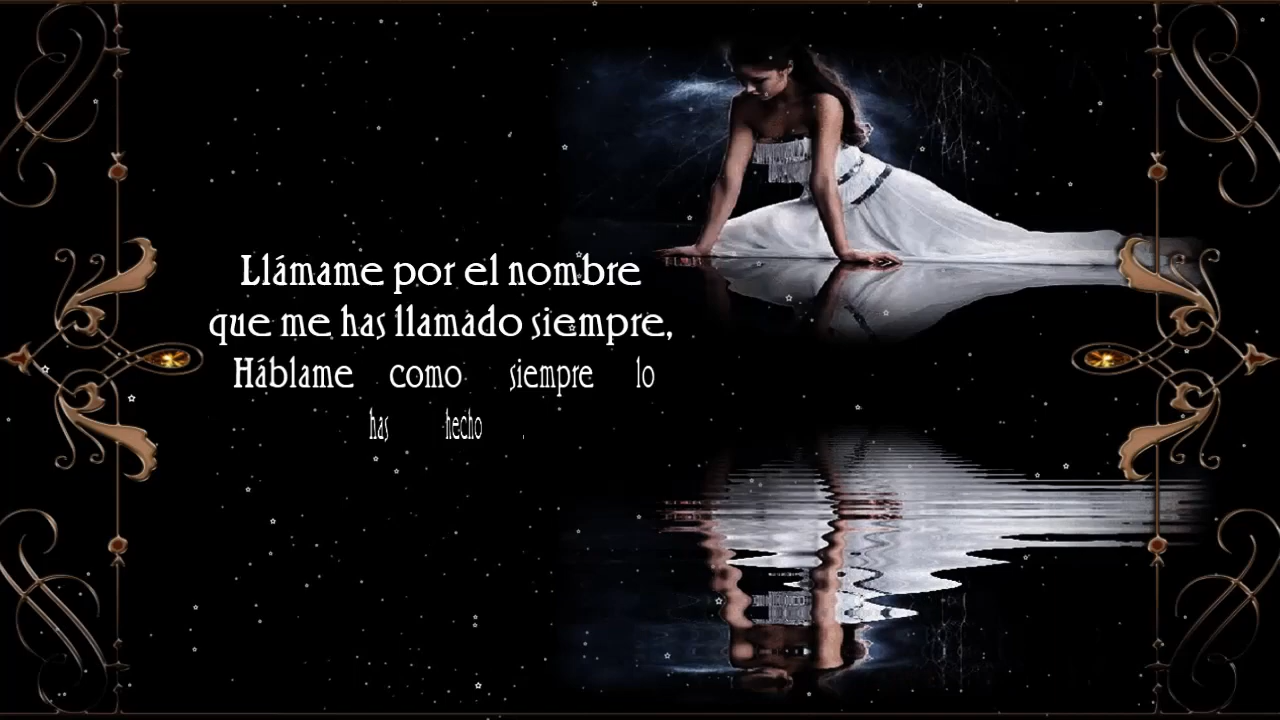 Llámame por el nombre
que me has llamado siempre,
Háblame como siempre lo
has hecho .